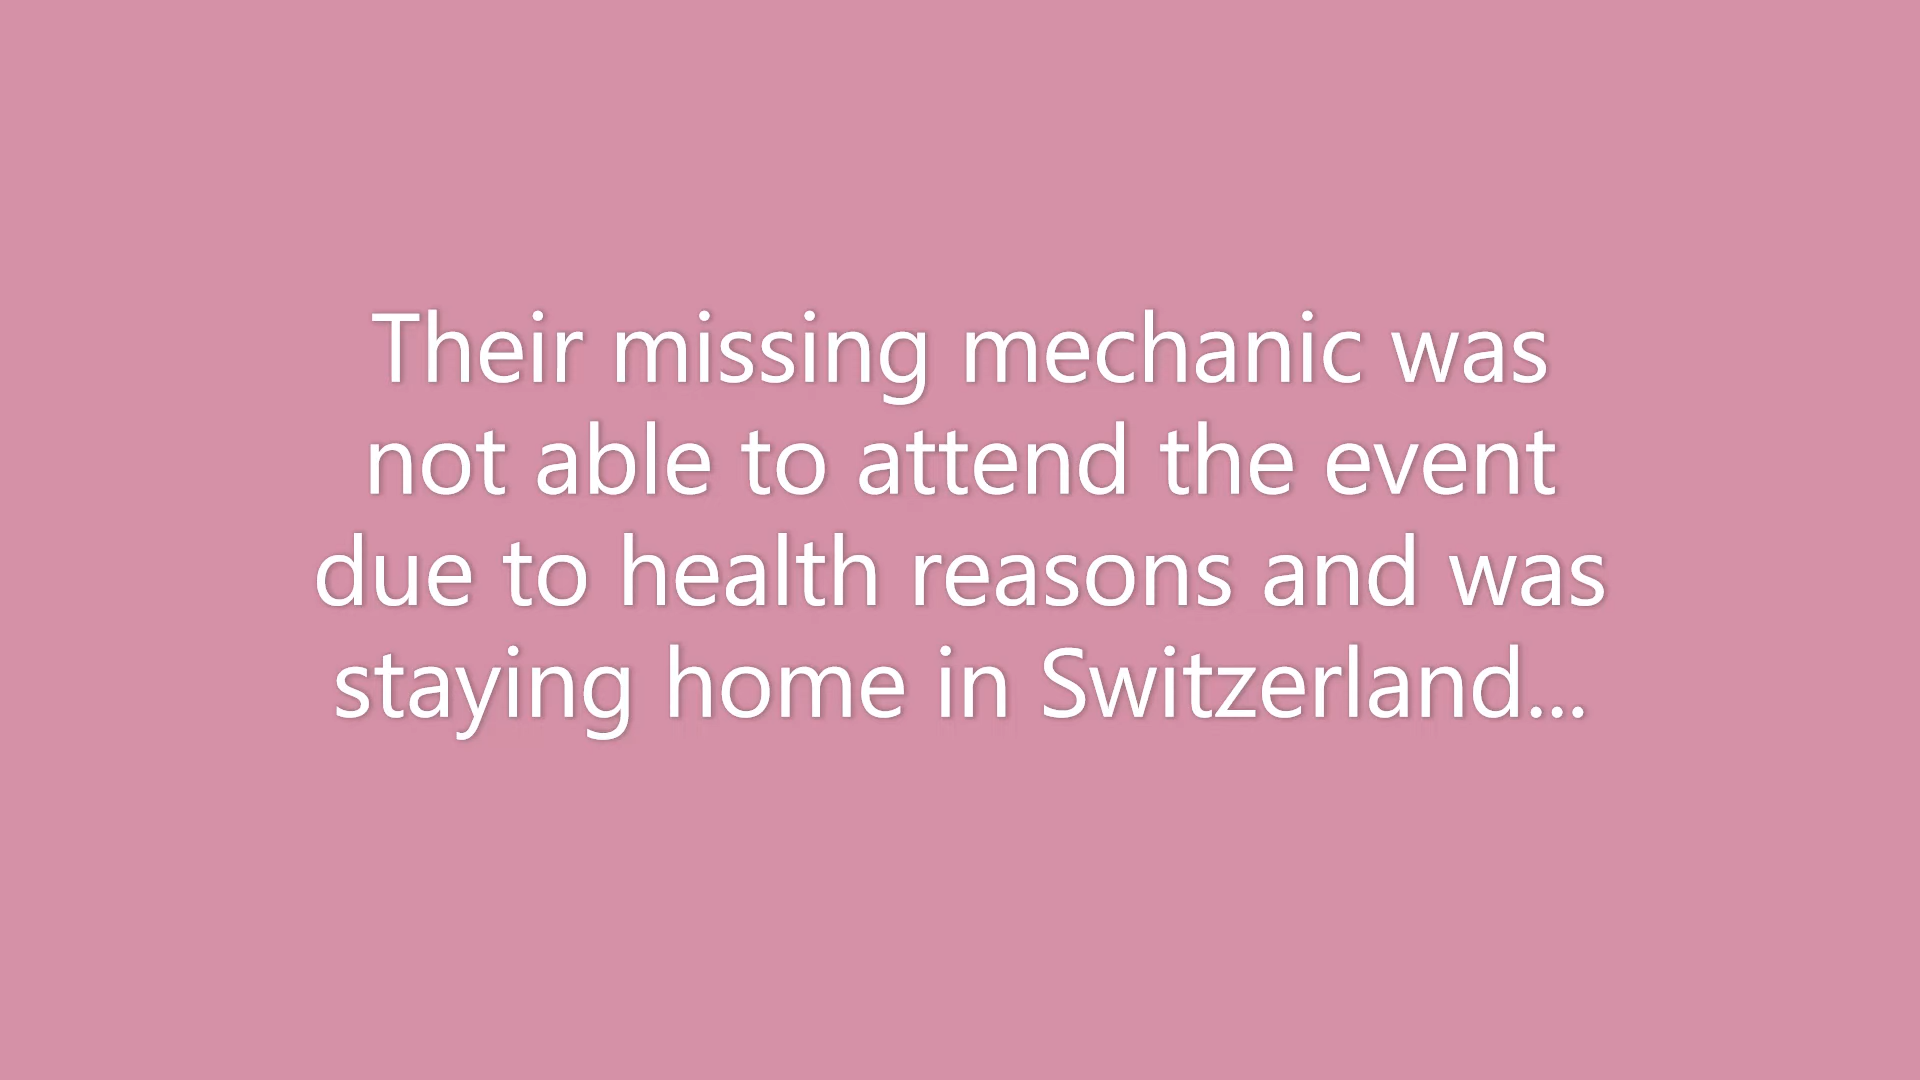 Their missing mechanic was
not able to attend the event
due to health reasons and was
staying home in Switzerland...